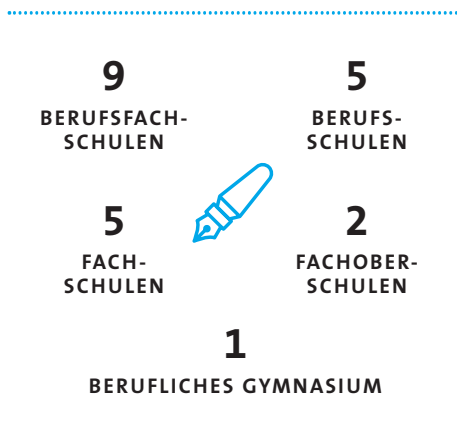 9
BERUFSFACH-
SCHULEN
5
BERUFS-
SCHULEN
5
FACH-
SCHULEN
2
FACHOBER-
SCHULEN
1
BERUFLICHES GYMNASIUM